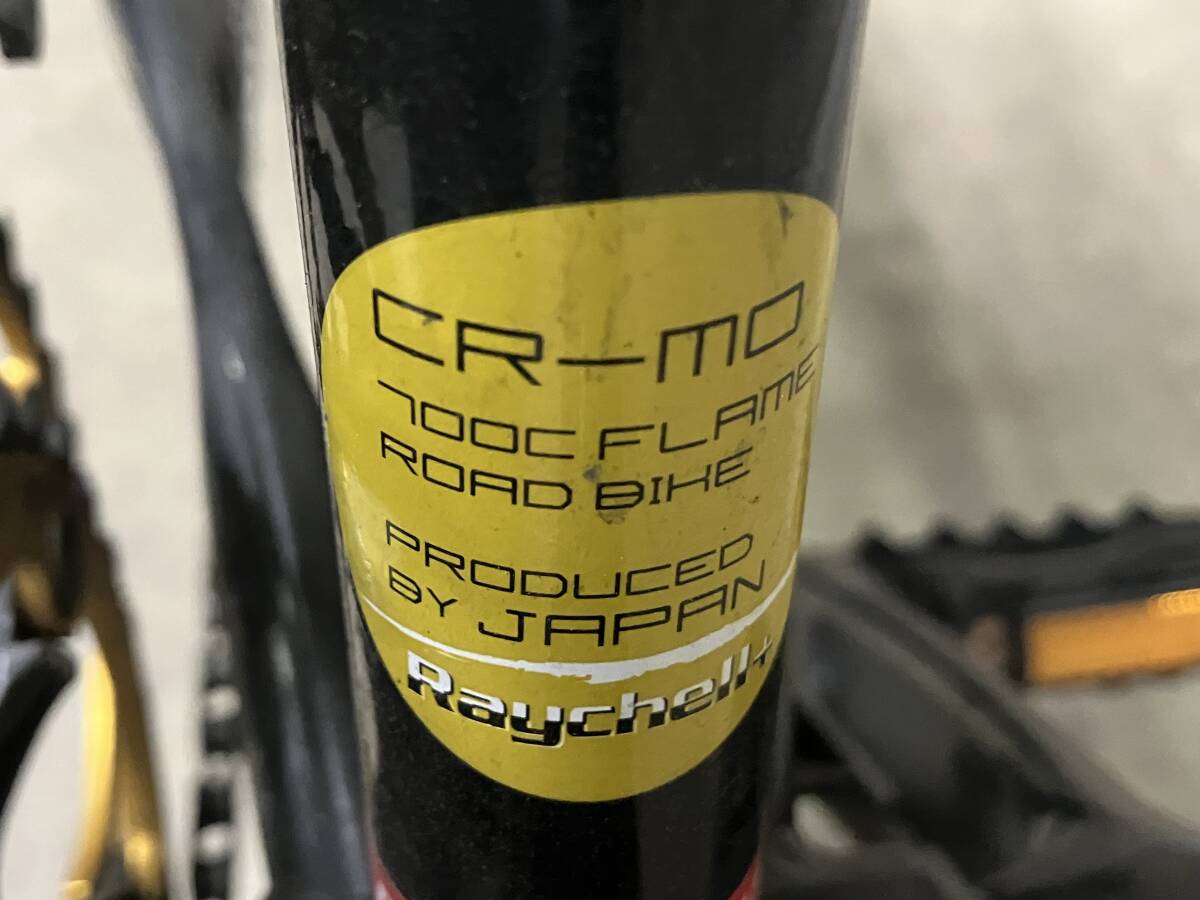 CR-MO
700C FLAME
ROAD BIKE
PRODUCED
BY JAPAN
Raychell+